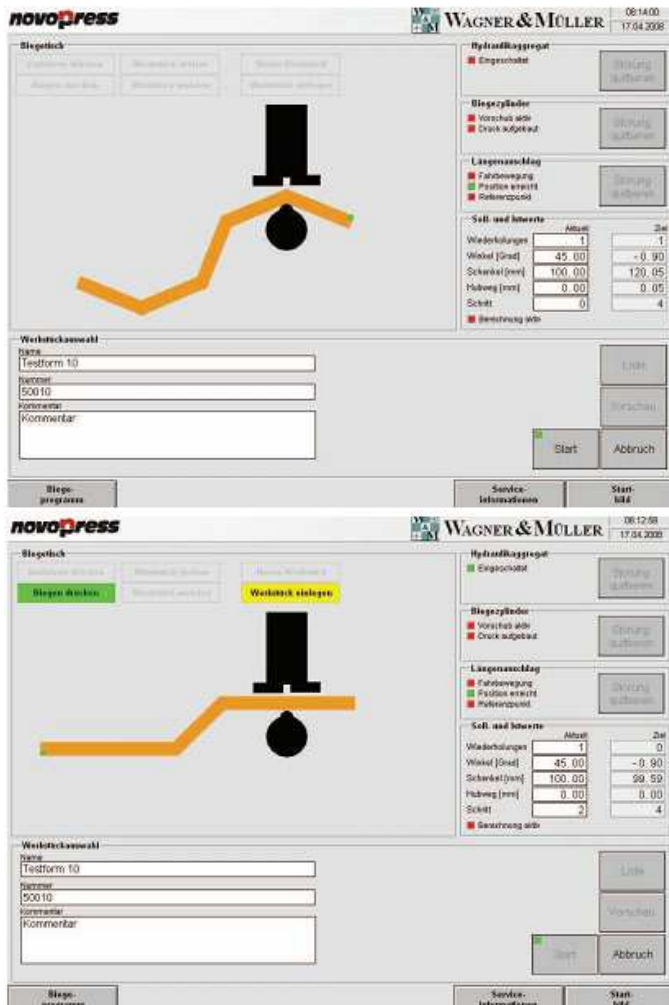 novopress
WAGNER & MÜLLER
08:14:00
17.04.2008
Biegetisch
Hydraulikaggregat
Eingeschaltet
Störung quittieren
Biegezylinder
Vorschub aktiv
Druck aufgebaut
Störung quittieren
Längenanschlag
Fahrbewegung
Position erreicht
Referenzpunkt
Störung quittieren
Soll- und Istwerte
Aktuell Ziel
Wiederholungen 1 1
Winkel [Grad] 45.00 -0.90
Schenkel [mm] 100.00 120.05
Hubweg [mm] 0.00 0.05
Schritt 0 4
Berechnung aktiv
Werkstückauswahl
Name
Testform 10
Nummer
50010
Kommentar
Kommentar
Liste
Vorschau
Start Abbruch
Biege-
programm
Service-
informationen
Start-
bild
novopress
WAGNER & MÜLLER
08:12:58
17.04.2008
Biegetisch
Biegen drücken
Werkstück einlegen
Hydraulikaggregat
Eingeschaltet
Störung quittieren
Biegezylinder
Vorschub aktiv
Druck aufgebaut
Störung quittieren
Längenanschlag
Fahrbewegung
Position erreicht
Referenzpunkt
Störung quittieren
Soll- und Istwerte
Aktuell Ziel
Wiederholungen 1 0
Winkel [Grad] 45.00 -0.90
Schenkel [mm] 100.00 99.59
Hubweg [mm] 0.00 0.00
Schritt 2 4
Berechnung aktiv
Werkstückauswahl
Name
Testform 10
Nummer
50010
Kommentar
Kommentar
Liste
Vorschau
Start Abbruch
Biege-
programm
Service-
informationen
Start-
bild